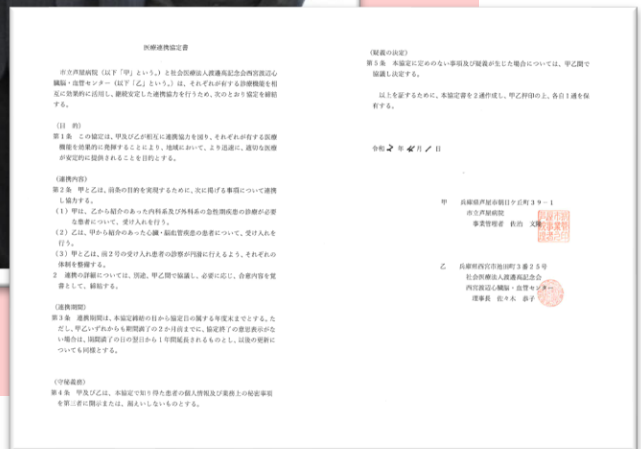 医療連携協定書
市立芦屋病院（以下「甲」という。）と社会医療法人渡邊高記念会西宮渡辺心
臓脳・血管センター（以下「乙」という。）は、それぞれが有する診療機能を相
互に効果的に活用し、継続安定した連携協力を行うため、次のとおり協定を締結
する。
（目　的）
第１条　この協定は、甲及び乙が相互に連携協力を図り、それぞれが有する医療
機能を効果的に発揮することにより、地域において、より迅速に、適切な医療
が安定的に提供されることを目的とする。
（連携内容）
第２条　甲と乙は、前条の目的を実現するために、次に掲げる事項について連携
し協力する。
（１）甲は、乙から紹介のあった内科系及び外科系の急性期疾患の診療が必要
な患者について、受け入れを行う。
（２）乙は、甲から紹介のあった心臓・脳血管疾患の患者について、受け入れを
行う。
（３）甲と乙は、前２号の受け入れ患者の診療が円滑に行えるよう、それぞれの
体制を整備する。
２　連携の詳細については、別途、甲乙間で協議し、必要に応じ、合意内容を覚
書として、締結する。
（連携期間）
第３条　連携期間は、本協定締結の日から協定日の属する年度末までとする。た
だし、甲乙いずれからも期間満了の２か月前までに、協定終了の意思表示がな
い場合は、期間満了の日の翌日から１年間延長されるものとし、以後の更新に
ついても同様とする。
（守秘義務）
第４条　甲及び乙は、本協定で知り得た患者の個人情報及び業務上の秘密事項
を第三者に開示または、漏えいしないものとする。
（疑義の決定）
第５条　本協定に定めのない事項及び疑義が生じた場合については、甲乙間で
協議し決定する。
以上を証するために、本協定書を２通作成し、甲乙押印の上、各自１通を保
有する。
令和 2 年 月 1 日
甲　兵庫県芦屋市朝日ケ丘町３９－１
市立芦屋病院
事業管理者　佐治　文隆
乙　兵庫県西宮市池田町３番２５号
社会医療法人渡邊高記念会
西宮渡辺心臓脳・血管センター
理事長　佐々木　恭子